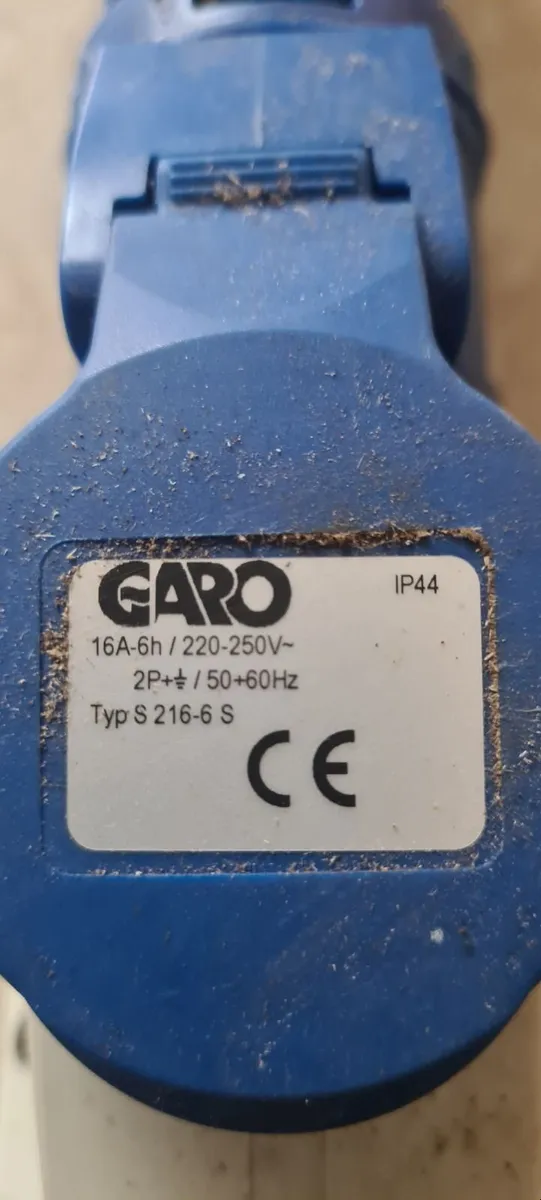 GARO
IP44
16A-6h / 220-250V~
2P+⏚ / 50+60Hz
Typ S 216-6 S
CE